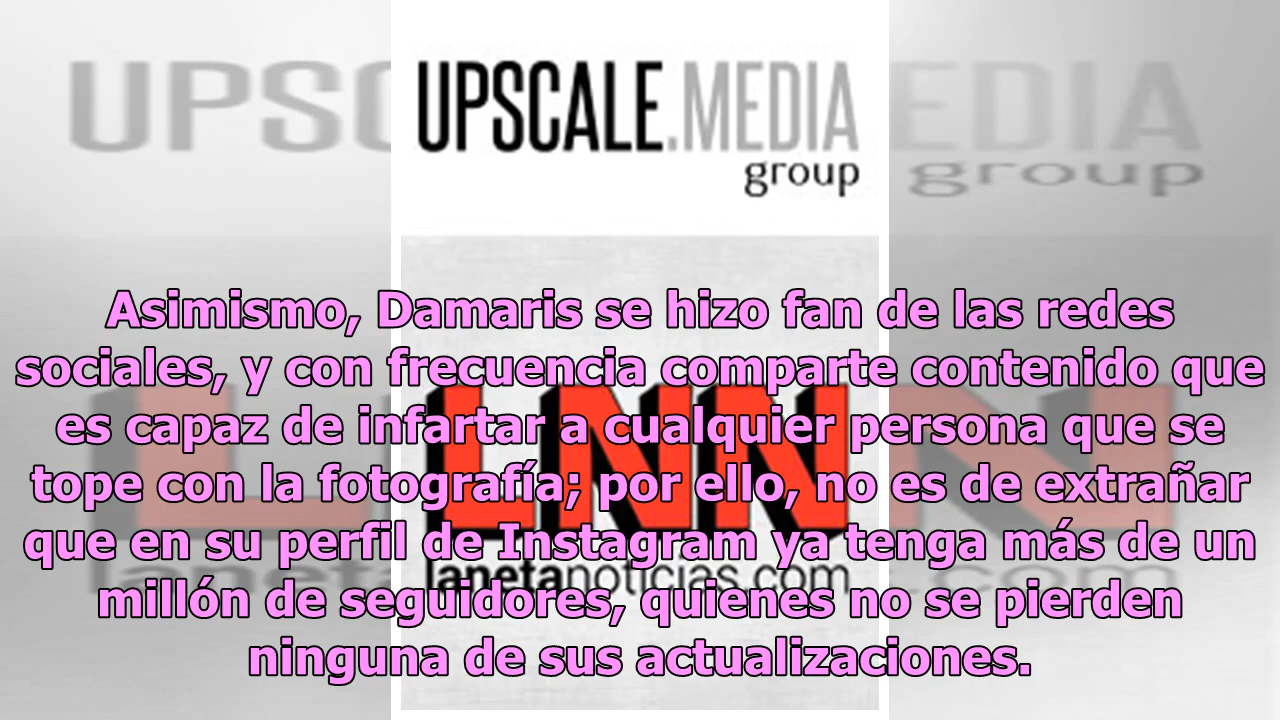 UPSCALE.MEDIA
group
Asimismo, Damaris se hizo fan de las redes
sociales, y con frecuencia comparte contenido que
es capaz de infartar a cualquier persona que se
tope con la fotografía; por ello, no es de extrañar
que en su perfil de Instagram ya tenga más de un
millón de seguidores, quienes no se pierden
ninguna de sus actualizaciones.
LNN
lanetanoticias.com